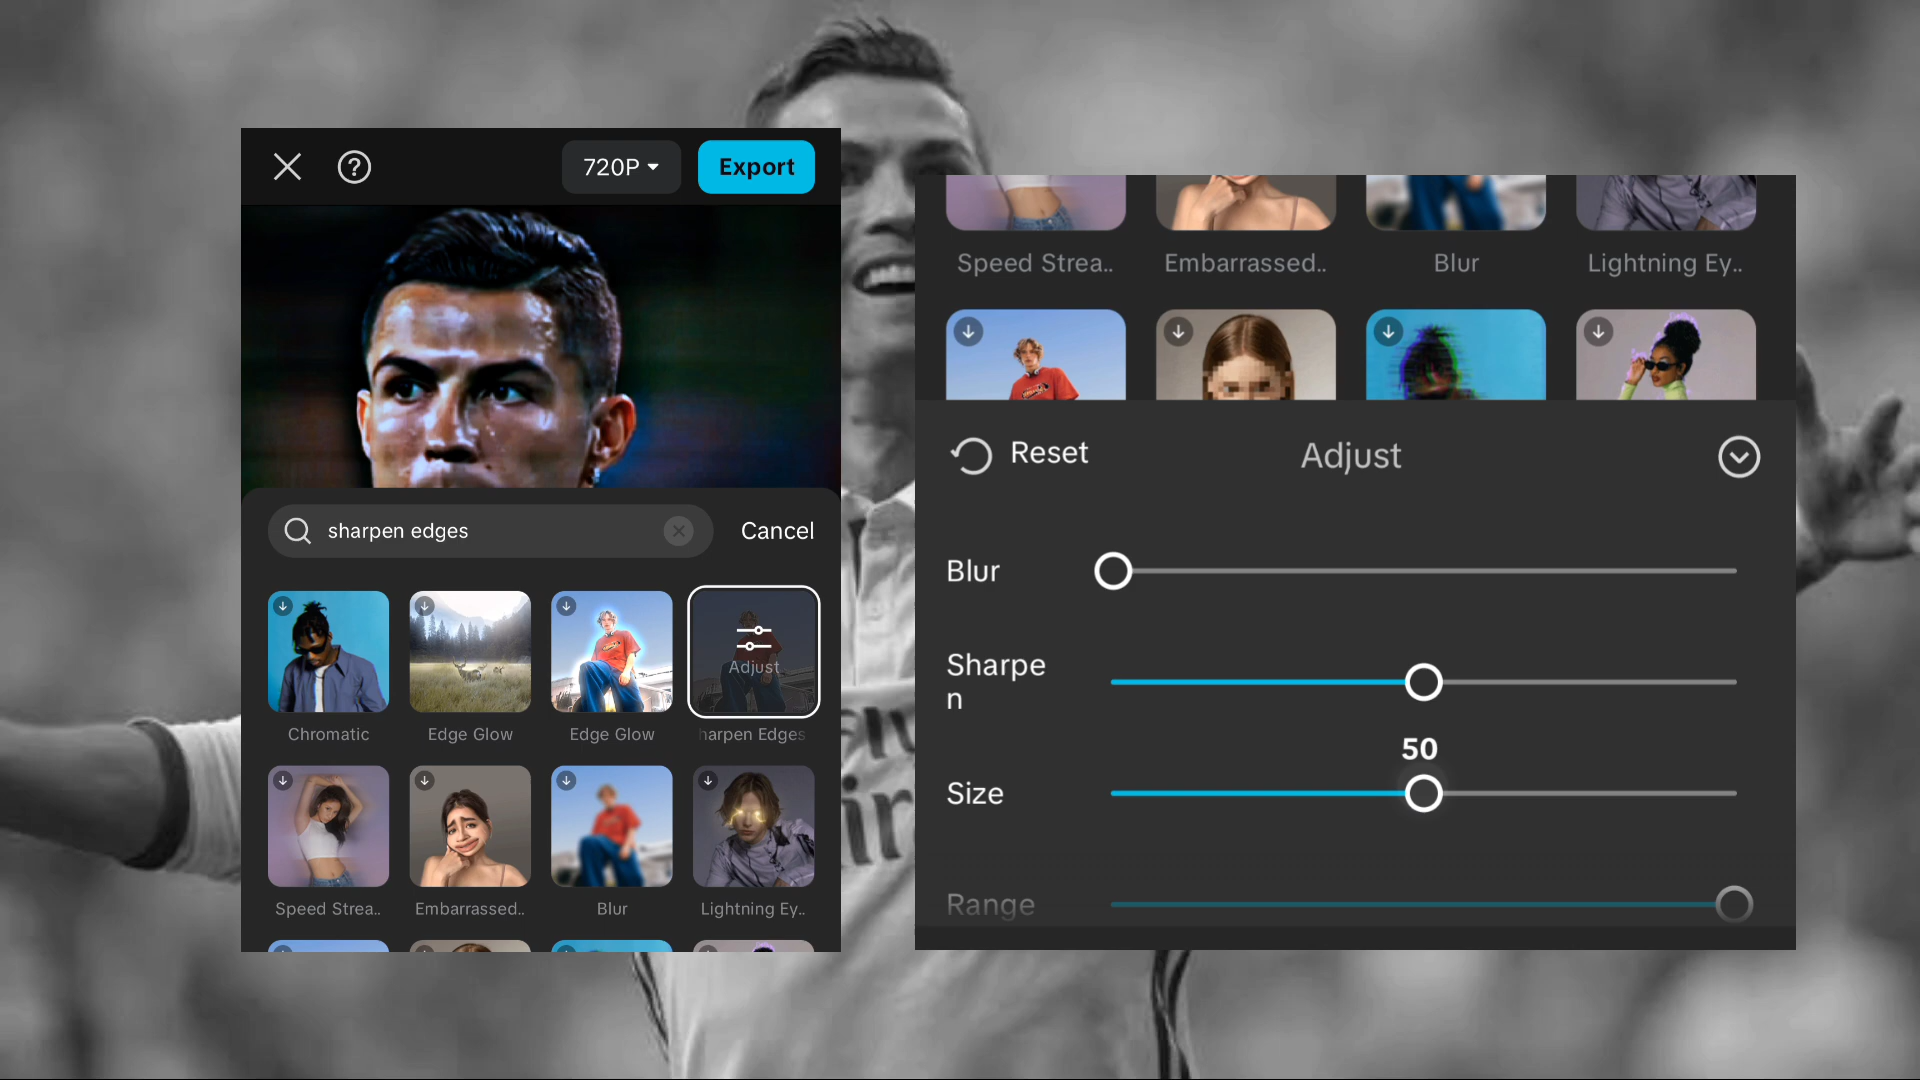 720P
Export
sharpen edges
Cancel
Adjust
Chromatic
Edge Glow
Edge Glow
harpen Edges
Speed Strea..
Embarrassed..
Blur
Lightning Ey..
Speed Strea..
Embarrassed..
Blur
Lightning Ey..
Reset
Adjust
Blur
Sharpe
n
50
Size
Range